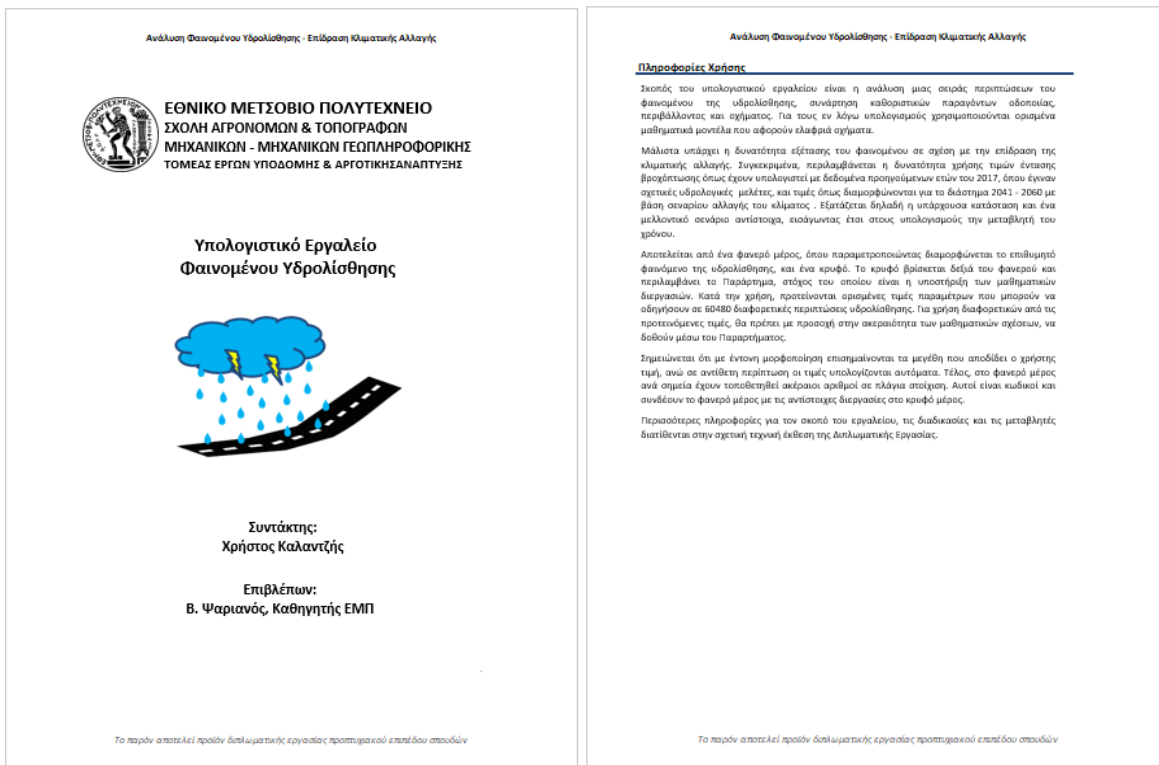 Ανάλυση Φαινομένου Υδρολίσθησης - Επίδραση Κλιματικής Αλλαγής
ΕΘΝΙΚΟ ΜΕΤΣΟΒΙΟ ΠΟΛΥΤΕΧΝΕΙΟ
ΣΧΟΛΗ ΑΓΡΟΝΟΜΩΝ & ΤΟΠΟΓΡΑΦΩΝ
ΜΗΧΑΝΙΚΩΝ - ΜΗΧΑΝΙΚΩΝ ΓΕΩΠΛΗΡΟΦΟΡΙΚΗΣ
ΤΟΜΕΑΣ ΕΡΓΩΝ ΥΠΟΔΟΜΗΣ & ΑΡΓΟΤΙΚΗΣΑΝΑΠΤΥΞΗΣ
Υπολογιστικό Εργαλείο
Φαινομένου Υδρολίσθησης
Συντάκτης:
Χρήστος Καλαντζής
Επιβλέπων:
Β. Ψαριανός, Καθηγητής ΕΜΠ
Το παρόν αποτελεί προϊόν διπλωματικής εργασίας προπτυχιακού επιπέδου σπουδών
Ανάλυση Φαινομένου Υδρολίσθησης - Επίδραση Κλιματικής Αλλαγής
Πληροφορίες Χρήσης
Σκοπός του υπολογιστικού εργαλείου είναι η ανάλυση μιας σειράς περιπτώσεων του
φαινομένου της υδρολίσθησης, συνάρτηση καθοριστικών παραγόντων οδοποιίας,
περιβάλλοντος και οχήματος. Για τους εν λόγω υπολογισμούς χρησιμοποιούνται ορισμένα
μαθηματικά μοντέλα που αφορούν ελαφριά οχήματα.
Μάλιστα υπάρχει η δυνατότητα εξέτασης του φαινομένου σε σχέση με την επίδραση της
κλιματικής αλλαγής. Συγκεκριμένα, περιλαμβάνεται η δυνατότητα χρήσης τιμών έντασης
βροχόπτωσης όπως έχουν υπολογιστεί με δεδομένα προηγούμενων ετών του 2017, όπου έγιναν
σχετικές υδρολογικές μελέτες, και τιμές όπως διαμορφώνονται για το διάστημα 2041 - 2060 με
βάση σεναρίου αλλαγής του κλίματος . Εξατάζεται δηλαδή η υπάρχουσα κατάσταση και ένα
μελλοντικό σενάριο αντίστοιχα, εισάγωντας έτσι στους υπολογισμούς την μεταβλητή του
χρόνου.
Αποτελείται από ένα φανερό μέρος, όπου παραμετροποιώντας διαμορφώνεται το επιθυμητό
φαινόμενο της υδρολίσθησης, και ένα κρυφό. Το κρυφό βρίσκεται δεξιά του φανερού και
περιλαμβάνει το Παράρτημα, στόχος του οποίου είναι η υποστήριξη των μαθηματικών
διεργασιών. Κατά την χρήση, προτείνονται ορισμένες τιμές παραμέτρων που μπορούν να
οδηγήσουν σε 60480 διαφορετικές περιπτώσεις υδρολίσθησης. Για χρήση διαφορετικών από τις
προτεινόμενες τιμές, θα πρέπει με προσοχή στην ακεραιότητα των μαθηματικών σχέσεων, να
δοθούν μέσω του Παραρτήματος.
Σημειώνεται ότι με έντονη μορφοποίηση επισημαίνονται τα μεγέθη που αποδίδει ο χρήστης
τιμή, ανώ σε αντίθετη περίπτωση οι τιμές υπολογίζονται αυτόματα. Τέλος, στο φανερό μέρος
ανά σημεία έχουν τοποθετηθεί ακέραιοι αριθμοί σε πλάγια στοίχιση. Αυτοί είναι κωδικοί και
συνδέουν το φανερό μέρος με τις αντίστοιχες διεργασίες στο κρυφό μέρος.
Περισσότερες πληροφορίες για τον σκοπό του εργαλείου, τις διαδικασίες και τις μεταβλητές
διατίθενται στην σχετική τεχνική έκθεση της Διπλωματικής Εργασίας.
Το παρόν αποτελεί προϊόν διπλωματικής εργασίας προπτυχιακού επιπέδου σπουδών